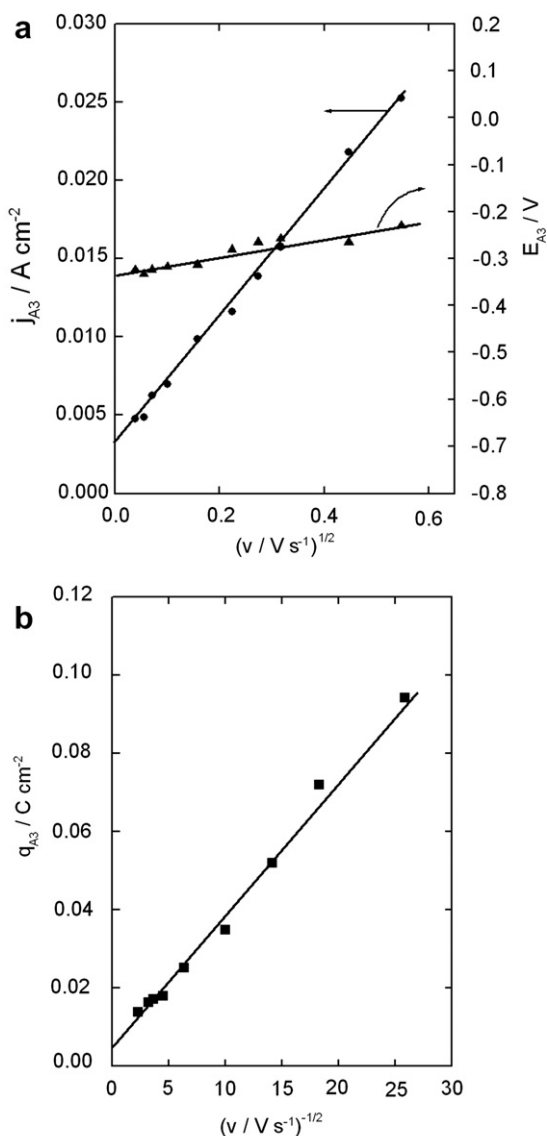 a
0.030
0.025
0.020
0.015
0.010
0.005
0.000
j_A3 / A cm^-2
0.2
0.1
0.0
-0.1
-0.2
-0.3
-0.4
-0.5
-0.6
-0.7
-0.8
E_A3 / V
0.0 0.2 0.4 0.6
(v / V s^-1)^1/2
b
0.12
0.10
0.08
0.06
0.04
0.02
0.00
q_A3 / C cm^-2
0 5 10 15 20 25 30
(v / V s^-1)^-1/2